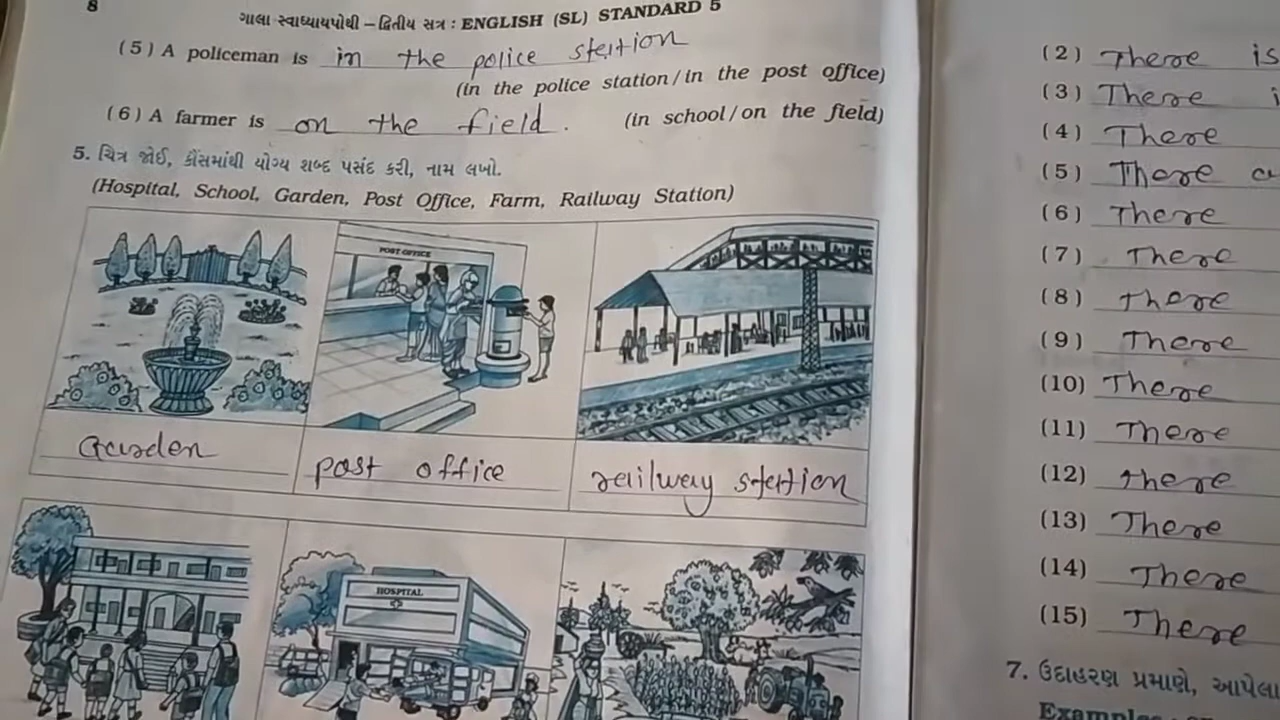 8
ગાલા સ્વાધ્યાયપોથી – દ્વિતીય સત્ર : ENGLISH (SL) STANDARD 5
(5) A policeman is in the police station
(in the police station / in the post office)
(6) A farmer is on the field. (in school / on the field)
5. ચિત્ર જોઈ, કૌંસમાંથી યોગ્ય શબ્દ પસંદ કરી, નામ લખો.
(Hospital, School, Garden, Post Office, Farm, Railway Station)
POST OFFICE
Garden
post office
railway station
HOSPITAL
(2) There is
(3) There
(4) There
(5) There
(6) There
(7) There
(8) there
(9) There
(10) There
(11) There
(12) there
(13) There
(14) There
(15) There
7. ઉદાહરણ પ્રમાણે, આપેલા